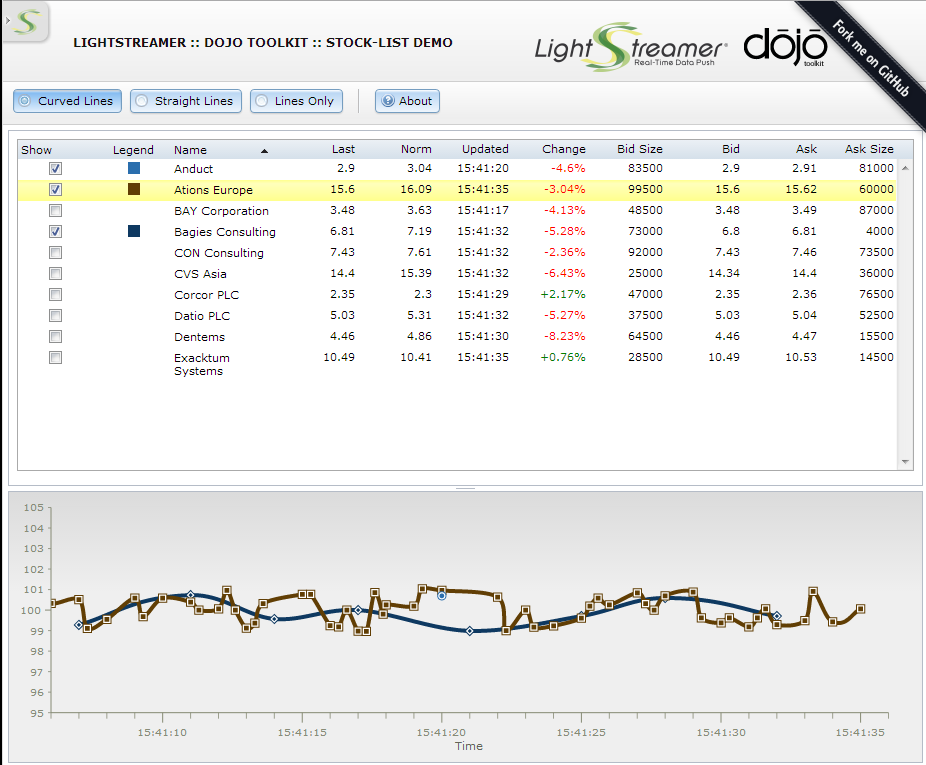 LIGHTSTREAMER :: DOJO TOOLKIT :: STOCK-LIST DEMO
LightStreamer
Real-Time Data Push
dōjō
toolkit
Fork me on GitHub
Curved Lines Straight Lines Lines Only About
Show Legend Name Last Norm Updated Change Bid Size Bid Ask Ask Size
Anduct 2.9 3.04 15:41:20 -4.6% 83500 2.9 2.91 81000
Ations Europe 15.6 16.09 15:41:35 -3.04% 99500 15.6 15.62 60000
BAY Corporation 3.48 3.63 15:41:17 -4.13% 48500 3.48 3.49 87000
Bagies Consulting 6.81 7.19 15:41:32 -5.28% 73000 6.8 6.81 4000
CON Consulting 7.43 7.61 15:41:32 -2.36% 92000 7.43 7.46 73500
CVS Asia 14.4 15.39 15:41:32 -6.43% 25000 14.34 14.4 36000
Corcor PLC 2.35 2.3 15:41:29 +2.17% 47000 2.35 2.36 76500
Datio PLC 5.03 5.31 15:41:32 -5.27% 37500 5.03 5.04 52500
Dentems 4.46 4.86 15:41:30 -8.23% 64500 4.46 4.47 15500
Exacktum 10.49 10.41 15:41:35 +0.76% 28500 10.49 10.53 14500
Systems
105
104
103
102
101
100
99
98
97
96
95
15:41:10 15:41:15 15:41:20 15:41:25 15:41:30 15:41:35
Time